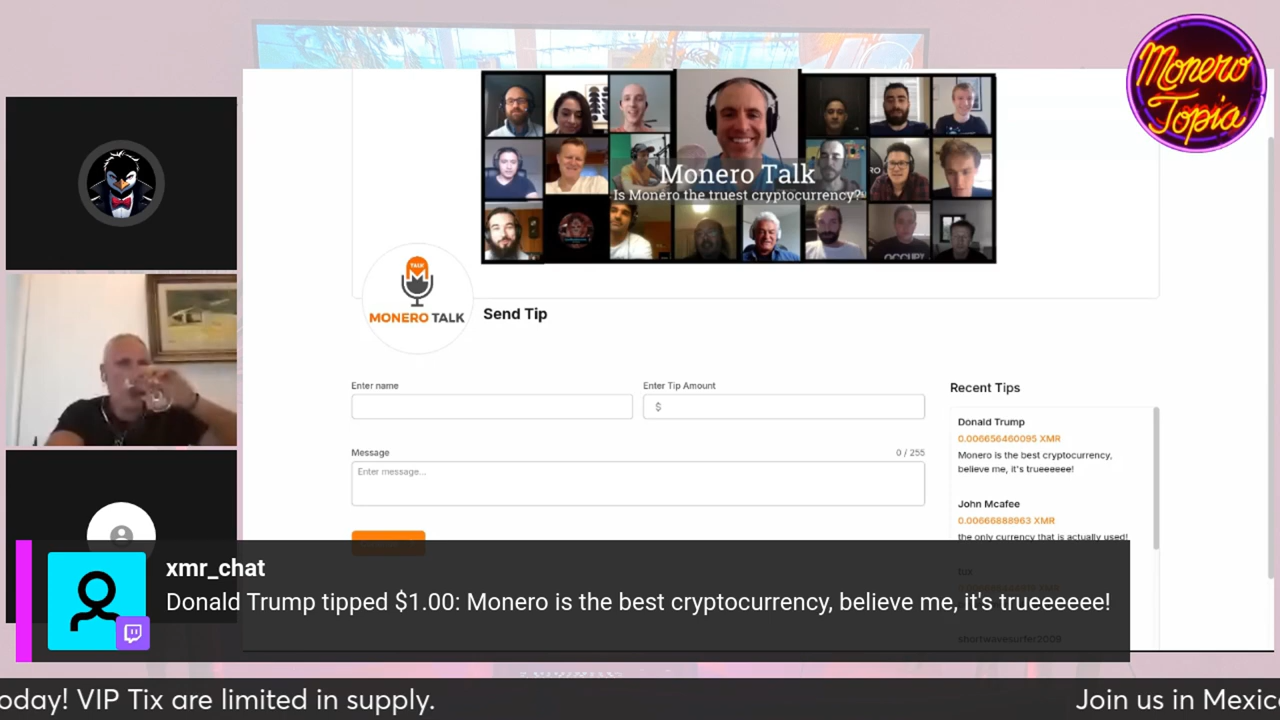 Monero
Topia
Monero Talk
Is Monero the truest cryptocurrency?
OCCUPY
TALK
MONERO TALK
Send Tip
Enter name
Enter Tip Amount
$
Message
0 / 255
Enter message...
Recent Tips
Donald Trump
0.006656460095 XMR
Monero is the best cryptocurrency,
believe me, it's trueeeeee!
John Mcafee
0.00666888963 XMR
the only currency that is actually used!
tux
shortwavesurfer2009
xmr_chat
Donald Trump tipped $1.00: Monero is the best cryptocurrency, believe me, it's trueeeeee!
oday! VIP Tix are limited in supply.
Join us in Mexic